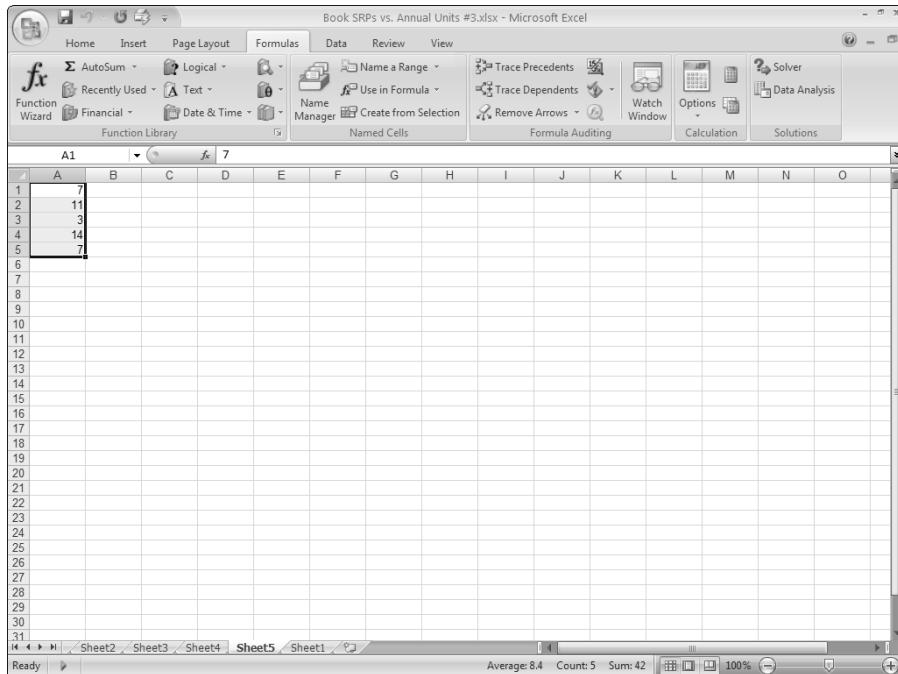 Book SRPs vs. Annual Units #3.xlsx - Microsoft Excel
Home Insert Page Layout Formulas Data Review View
fx Function Wizard
Σ AutoSum
Recently Used
Financial
Logical
Text
Date & Time
Function Library
Name Manager
Name a Range
Use in Formula
Create from Selection
Named Cells
Trace Precedents
Trace Dependents
Remove Arrows
Watch Window
Formula Auditing
Options
Calculation
Solver
Data Analysis
Solutions
A1 fx 7
A B C D E F G H I J K L M N O
1 7
2 11
3 3
4 14
5 7
6
7
8
9
10
11
12
13
14
15
16
17
18
19
20
21
22
23
24
25
26
27
28
29
30
31
Sheet2 Sheet3 Sheet4 Sheet5 Sheet1
Ready Average: 8.4 Count: 5 Sum: 42 100%